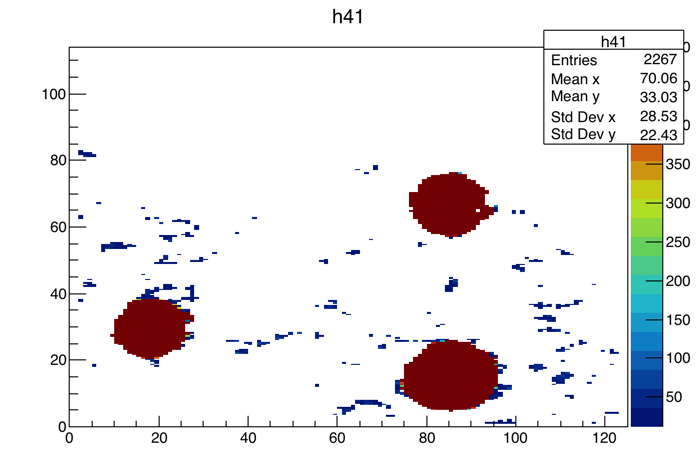 h41
h41
Entries 2267
Mean x 70.06
Mean y 33.03
Std Dev x 28.53
Std Dev y 22.43
100
80
60
40
20
0
0 20 40 60 80 100 120
350
300
250
200
150
100
50